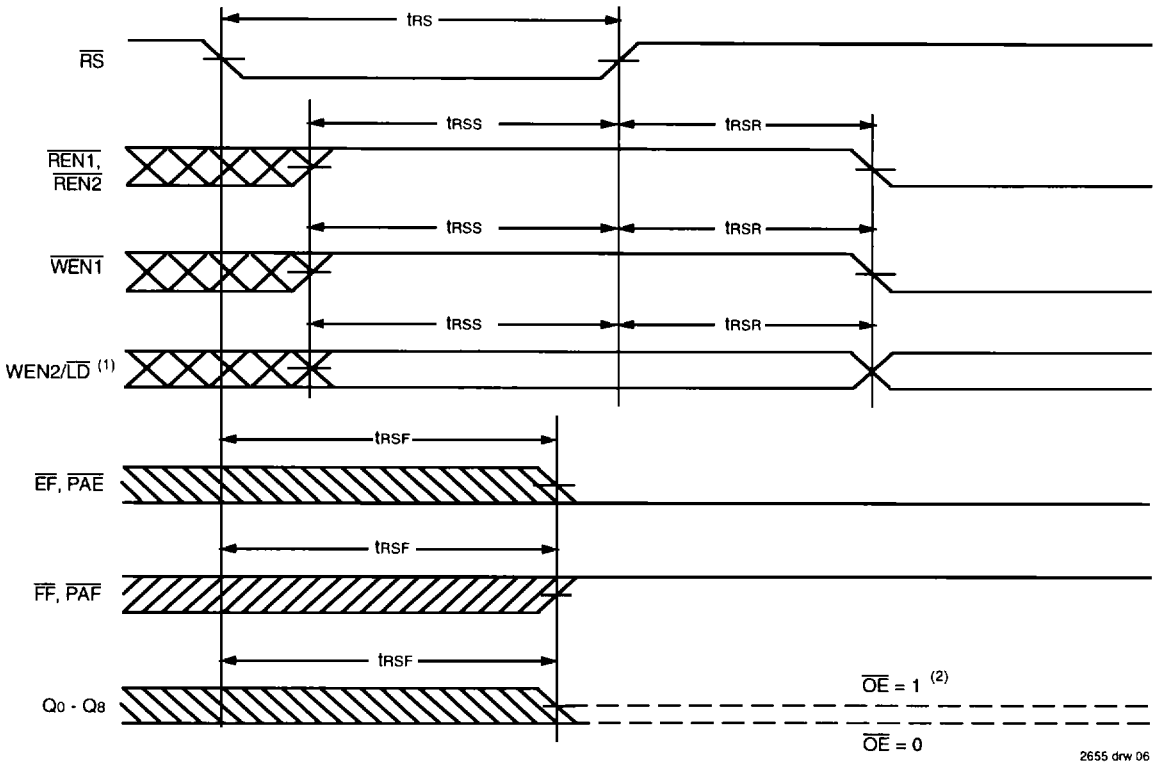 tRS
RS
tRSS tRSR
REN1,
REN2
tRSS tRSR
WEN1
tRSS tRSR
WEN2/LD (1)
tRSF
EF, PAE
tRSF
FF, PAF
tRSF
OE = 1 (2)
Q0 - Q8
OE = 0
2655 drw 06